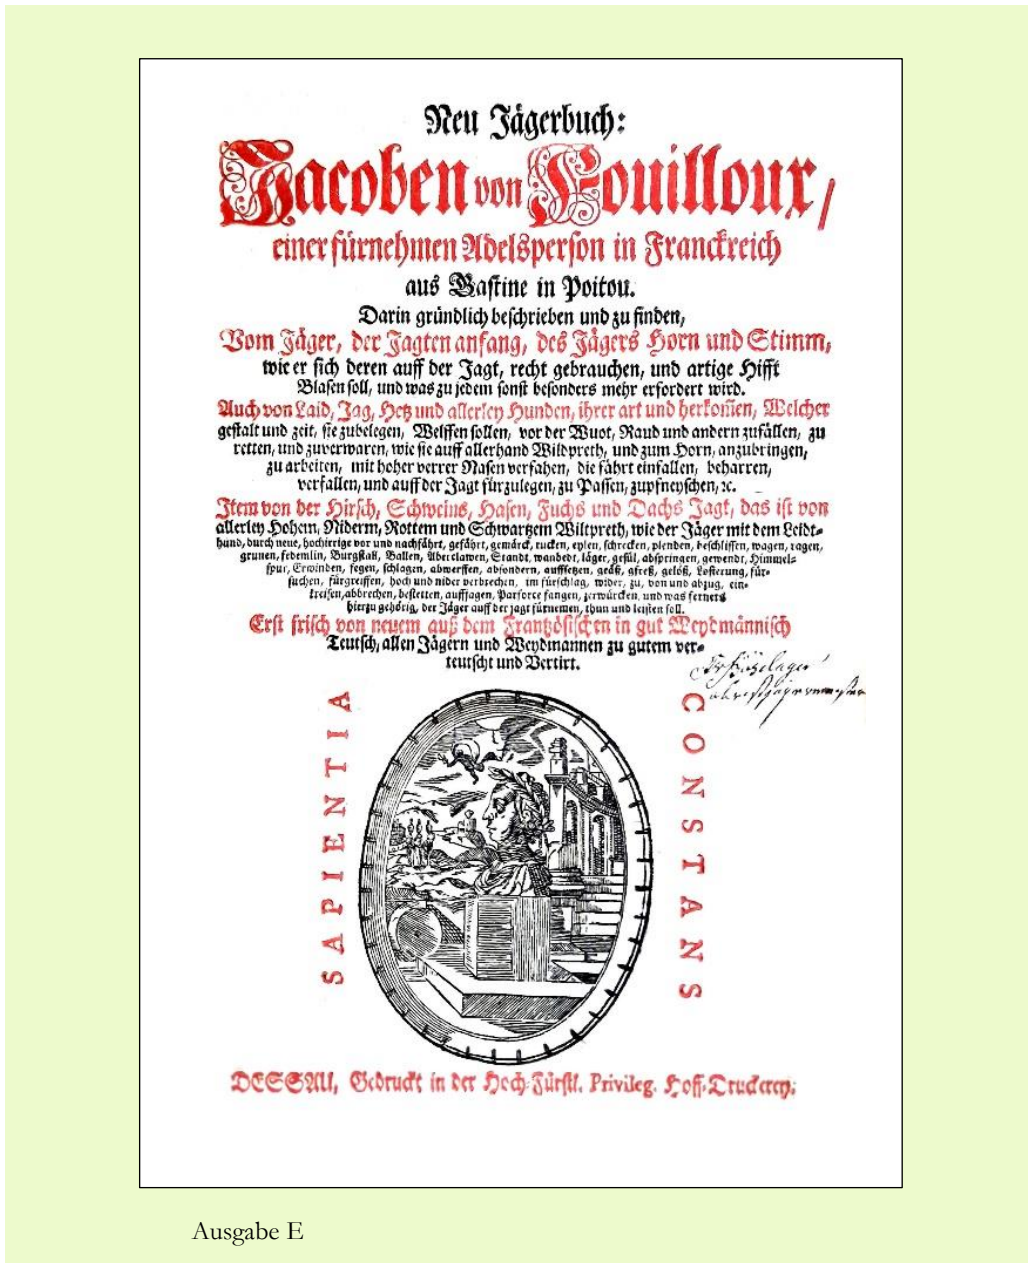 Neu Jägerbuch:
Jacoben von Fouilloux/
einer fürnehmen Adelsperson in Franckreich
aus Gastine in Poitou.
Darin gründlich beschrieben und zu finden,
Vom Jäger, der Jagten anfang, des Jägers Horn und Stimm,
wie er sich deren auff der Jagt, recht gebrauchen, und artige Hifft
Blasen soll, und was zu jedem sonst besonders mehr erfordert wird.
Auch von Laid, Jag, Hetz und allerley Hunden, ihrer art und herkom̃en, Welcher
gestalt und zeit, sie zubelegen, Welffen sollen, vor der Wuot, Raud und andern zufällen, zu
retten, und zuverwaren, wie sie auff allerhand Wildpreth, und zum Horn, anzubringen,
zu arbeiten, mit hoher verrer Nasen verfahen, die fährt einfallen, beharren,
verfallen, und auff der Jagt fürzulegen, zu Passen, zupfneyschen, ꝛc.
Item von der Hirsch, Schweins, Hasen, Fuchs und Dachs Jagt, das ist von
allerley Hohem, Niderm, Rottem und Schwartzem Wiltpreth, wie der Jäger mit dem Leidt-
hund, durch neue, hochirrige vor und nachfährt, gefährt, gemärck, rucken, eylen, schrecken, plenden, beschliessen, wagen, ragen,
grunen, fedemlin, Burgstall, Ballen, Aberclawen, Standt, wandebt, läger, gesül, abspringen, gewendt, Himmel-
spur, Erwinden, fegen, schlagen, abwerffen, absondern, auffsetzen, geäß, gfreß, gelöß, Losierung, für-
suchen, fürgreiffen, hoch und nider verbrechen, im fürschlag, wider, zu, von und abzug, ein-
kreisen, abbrechen, bestetten, auffjagen, Parforce fangen, zerwürcken, und was ferners
hierzu gehörig, der Jäger auff der jagt fürnemen, thun und leisten soll.
Erst frisch von neuem auß dem Frantzösischen in gut Weydmännisch
Teutsch, allen Jägern und Weydmannen zu gutem ver-
teutscht und Vertirt.
SAPIENTIA
CONSTANS
DESSAU, Gedruckt in der Hoch-Fürstl. Privileg. Hoff-Druckerey.
Ausgabe E